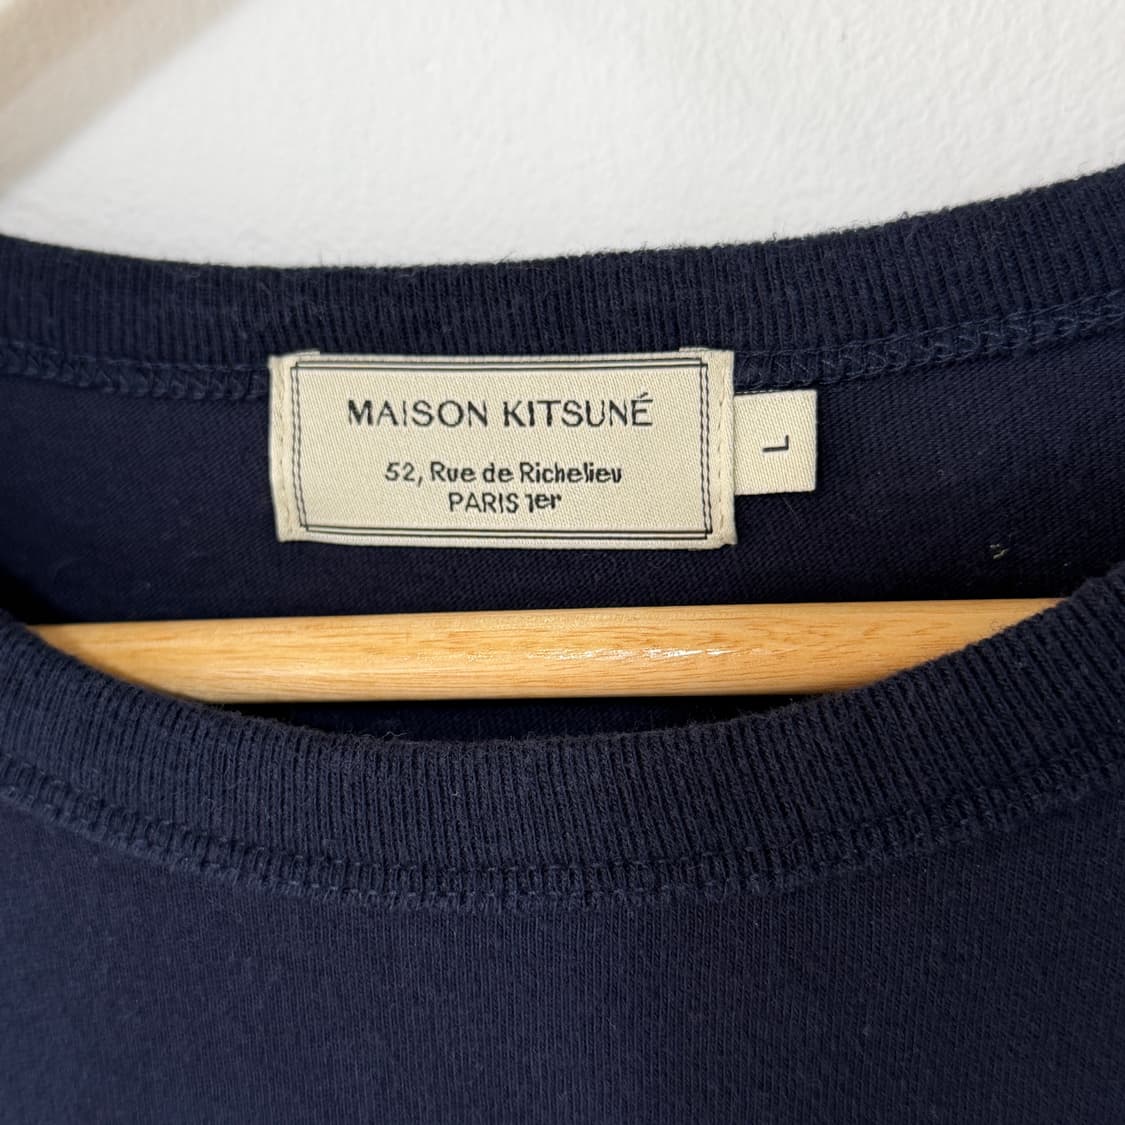 MAISON KITSUNÉ
52, Rue de Richelieu
PARIS 1er
L